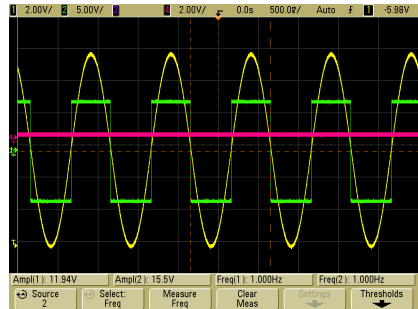 1 2.00V/ 2 5.00V/ 3 4 2.00V/ 0.0s 500.0▯/ Auto 1 -5.98V
Ampl(1): 11.94V Ampl(2): 15.5V Freq(1): 1.000Hz Freq(2): 1.000Hz
Source Select: Measure Clear Settings Thresholds
2 Freq Freq Meas